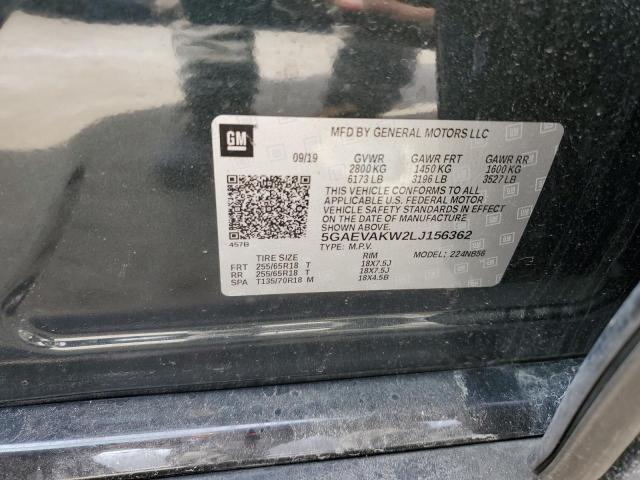 GM
MFD BY GENERAL MOTORS LLC
09/19 GVWR GAWR FRT GAWR RR
2800 KG 1450 KG 1600 KG
6173 LB 3196 LB 3527 LB
THIS VEHICLE CONFORMS TO ALL
APPLICABLE U.S. FEDERAL MOTOR
VEHICLE SAFETY STANDARDS IN EFFECT
ON THE DATE OF MANUFACTURE
SHOWN ABOVE.
5GAEVAKW2LJ156362
457B TYPE: M.P.V. MODEL: 224NB56
TIRE SIZE RIM
FRT 255/65R18 T 18X7.5J
RR 255/65R18 T 18X7.5J
SPA T135/70R18 M 18X4.5B